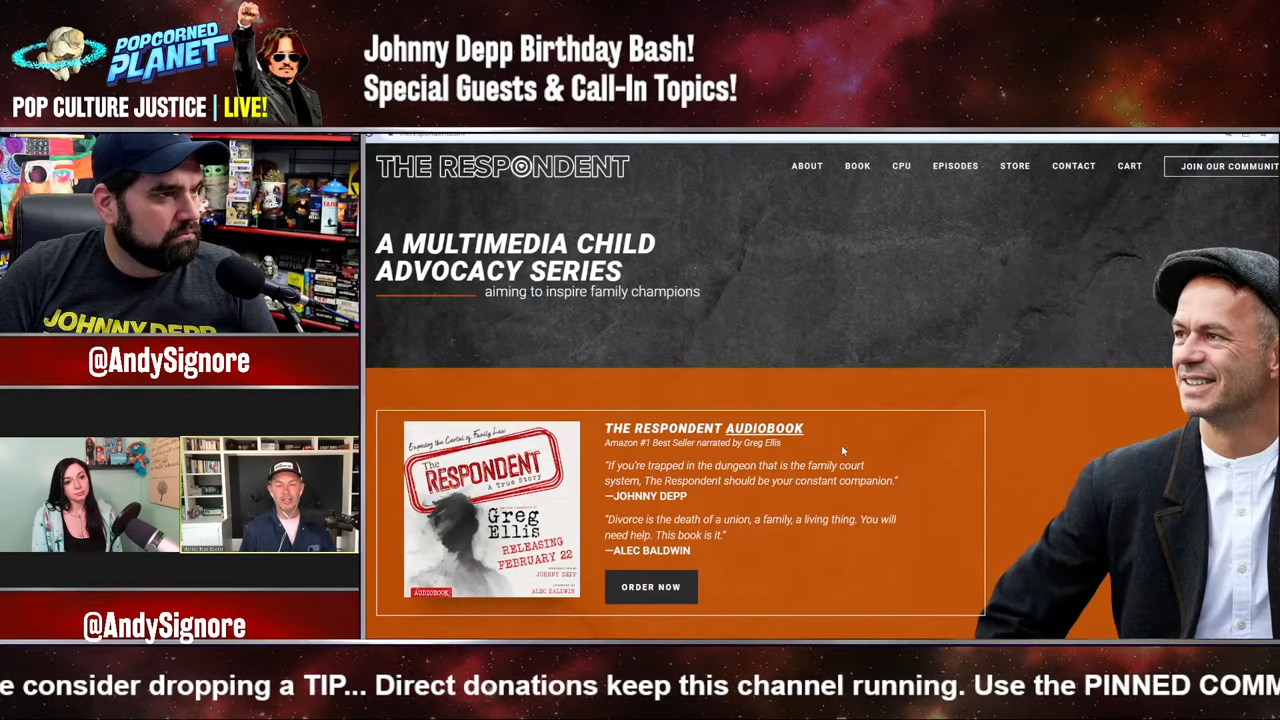 POPCORNED
PLANET
POP CULTURE JUSTICE | LIVE!
Johnny Depp Birthday Bash!
Special Guests & Call-In Topics!
JOHNNY DEPP
@AndySignore
@AndySignore
THE RESPONDENT
ABOUT BOOK CPU EPISODES STORE CONTACT CART JOIN OUR COMMUNIT
A MULTIMEDIA CHILD
ADVOCACY SERIES
aiming to inspire family champions
Exposing the Cartel of Family Law
The
RESPONDENT
A True Story
Greg
Ellis
RELEASING
FEBRUARY 22
JOHNNY DEPP
ALEC BALDWIN
AUDIOBOOK
THE RESPONDENT AUDIOBOOK
Amazon #1 Best Seller narrated by Greg Ellis
"If you're trapped in the dungeon that is the family court
system, The Respondent should be your constant companion."
—JOHNNY DEPP
"Divorce is the death of a union, a family, a living thing. You will
need help. This book is it."
—ALEC BALDWIN
ORDER NOW
e consider dropping a TIP... Direct donations keep this channel running. Use the PINNED COMM